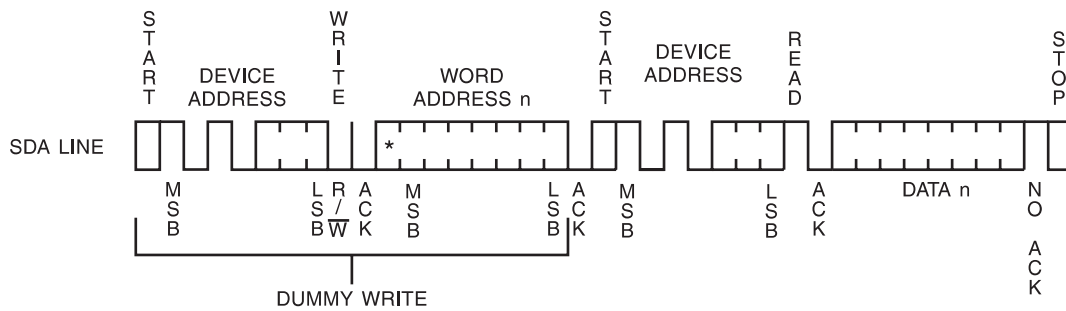 START
DEVICE
ADDRESS
WRITE
WORD
ADDRESS n
START
DEVICE
ADDRESS
READ
STOP
SDA LINE
*
MSB
LSB
R/W
ACK
MSB
LSB
ACK
MSB
LSB
ACK
DATA n
NO ACK
DUMMY WRITE